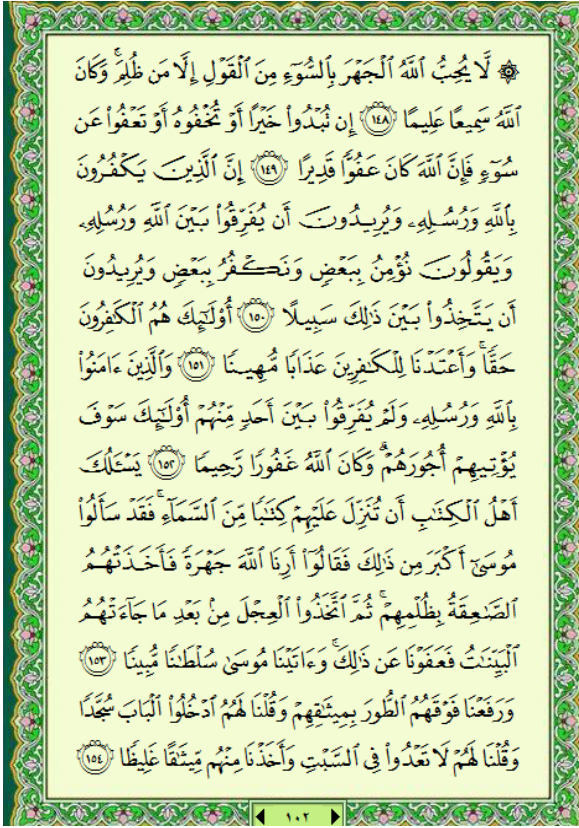 ۞ لَّا يُحِبُّ ٱللَّهُ ٱلْجَهْرَ بِٱلسُّوٓءِ مِنَ ٱلْقَوْلِ إِلَّا مَن ظُلِمَ ۚ وَكَانَ
ٱللَّهُ سَمِيعًا عَلِيمًا ١٤٨ إِن تُبْدُوا۟ خَيْرًا أَوْ تُخْفُوهُ أَوْ تَعْفُوا۟ عَن
سُوٓءٍ فَإِنَّ ٱللَّهَ كَانَ عَفُوًّا قَدِيرًا ١٤٩ إِنَّ ٱلَّذِينَ يَكْفُرُونَ
بِٱللَّهِ وَرُسُلِهِۦ وَيُرِيدُونَ أَن يُفَرِّقُوا۟ بَيْنَ ٱللَّهِ وَرُسُلِهِۦ
وَيَقُولُونَ نُؤْمِنُ بِبَعْضٍ وَنَكْفُرُ بِبَعْضٍ وَيُرِيدُونَ
أَن يَتَّخِذُوا۟ بَيْنَ ذَٰلِكَ سَبِيلًا ١٥٠ أُو۟لَٰٓئِكَ هُمُ ٱلْكَٰفِرُونَ
حَقًّا ۚ وَأَعْتَدْنَا لِلْكَٰفِرِينَ عَذَابًا مُّهِينًا ١٥١ وَٱلَّذِينَ ءَامَنُوا۟
بِٱللَّهِ وَرُسُلِهِۦ وَلَمْ يُفَرِّقُوا۟ بَيْنَ أَحَدٍ مِّنْهُمْ أُو۟لَٰٓئِكَ سَوْفَ
يُؤْتِيهِمْ أُجُورَهُمْ ۗ وَكَانَ ٱللَّهُ غَفُورًا رَّحِيمًا ١٥٢ يَسْـَٔلُكَ
أَهْلُ ٱلْكِتَٰبِ أَن تُنَزِّلَ عَلَيْهِمْ كِتَٰبًا مِّنَ ٱلسَّمَآءِ ۚ فَقَدْ سَأَلُوا۟
مُوسَىٰٓ أَكْبَرَ مِن ذَٰلِكَ فَقَالُوٓا۟ أَرِنَا ٱللَّهَ جَهْرَةً فَأَخَذَتْهُمُ
ٱلصَّٰعِقَةُ بِظُلْمِهِمْ ۚ ثُمَّ ٱتَّخَذُوا۟ ٱلْعِجْلَ مِنۢ بَعْدِ مَا جَآءَتْهُمُ
ٱلْبَيِّنَٰتُ فَعَفَوْنَا عَن ذَٰلِكَ ۚ وَءَاتَيْنَا مُوسَىٰ سُلْطَٰنًا مُّبِينًا ١٥٣
وَرَفَعْنَا فَوْقَهُمُ ٱلطُّورَ بِمِيثَٰقِهِمْ وَقُلْنَا لَهُمُ ٱدْخُلُوا۟ ٱلْبَابَ سُجَّدًا
وَقُلْنَا لَهُمْ لَا تَعْدُوا۟ فِى ٱلسَّبْتِ وَأَخَذْنَا مِنْهُم مِّيثَٰقًا غَلِيظًا ١٥٤
١٠٢